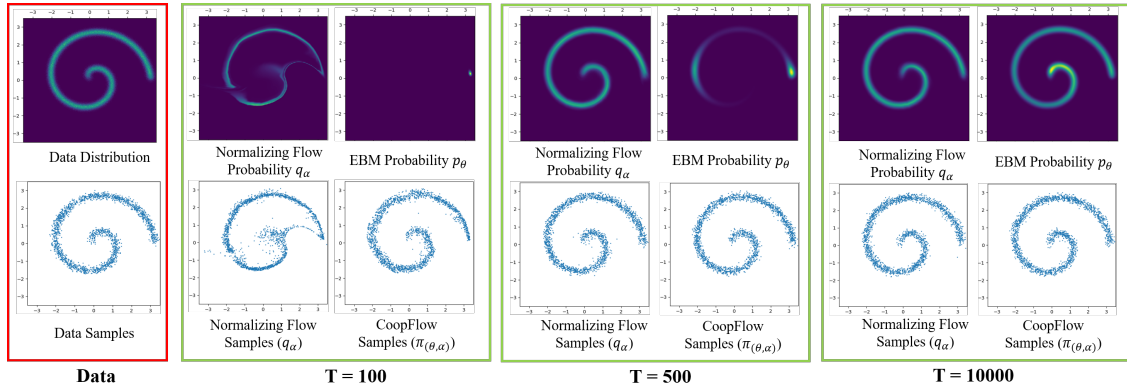 Data Distribution
Data Samples
Data
Normalizing Flow
Probability qα
EBM Probability pθ
Normalizing Flow
Samples (qα)
CoopFlow
Samples (π(θ,α))
T = 100
Normalizing Flow
Probability qα
EBM Probability pθ
Normalizing Flow
Samples (qα)
CoopFlow
Samples (π(θ,α))
T = 500
Normalizing Flow
Probability qα
EBM Probability pθ
Normalizing Flow
Samples (qα)
CoopFlow
Samples (π(θ,α))
T = 10000